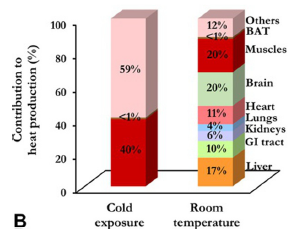 100
80
60
40
20
0
Contribution to
heat production (%)
59%
<1%
40%
12%
<1%
20%
20%
11%
4%
6%
10%
17%
Others
BAT
Muscles
Brain
Heart
Lungs
Kidneys
GI tract
Liver
Cold
exposure
Room
temperature
B